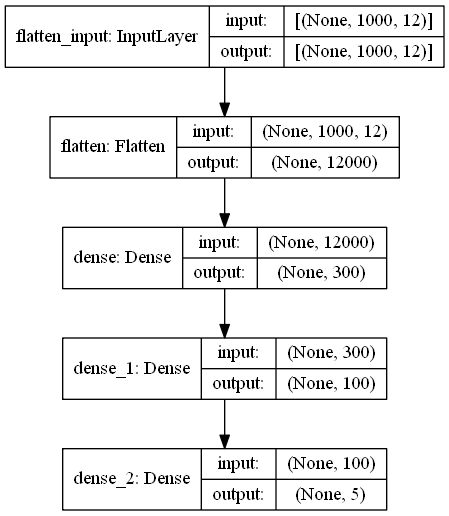 flatten_input: InputLayer
input: [(None, 1000, 12)]
output: [(None, 1000, 12)]
flatten: Flatten
input: (None, 1000, 12)
output: (None, 12000)
dense: Dense
input: (None, 12000)
output: (None, 300)
dense_1: Dense
input: (None, 300)
output: (None, 100)
dense_2: Dense
input: (None, 100)
output: (None, 5)